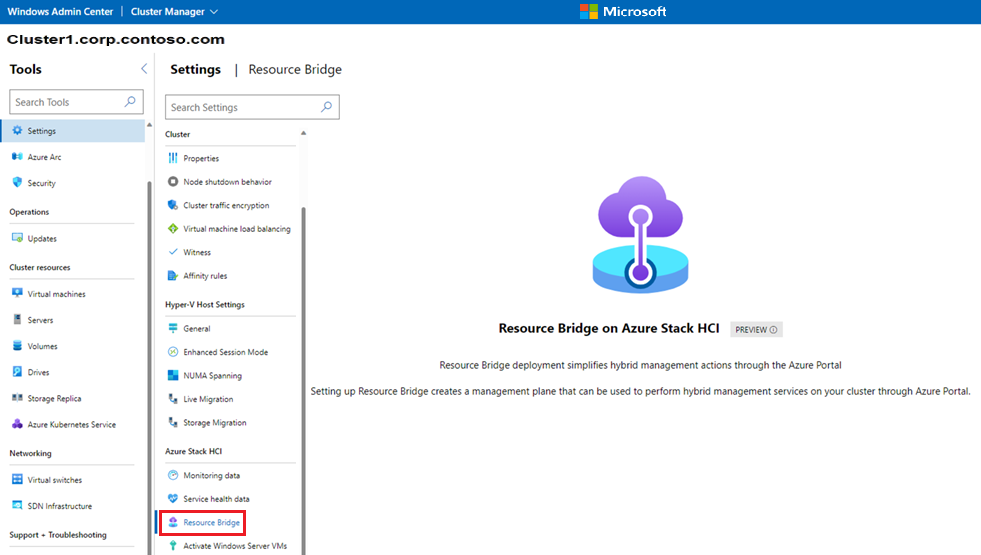 Windows Admin Center | Cluster Manager
Microsoft
Cluster1.corp.contoso.com
Tools
Search Tools
Settings
Azure Arc
Security
Operations
Updates
Cluster resources
Virtual machines
Servers
Volumes
Drives
Storage Replica
Azure Kubernetes Service
Networking
Virtual switches
SDN Infrastructure
Support + Troubleshooting
Settings | Resource Bridge
Search Settings
Cluster
Properties
Node shutdown behavior
Cluster traffic encryption
Virtual machine load balancing
Witness
Affinity rules
Hyper-V Host Settings
General
Enhanced Session Mode
NUMA Spanning
Live Migration
Storage Migration
Azure Stack HCI
Monitoring data
Service health data
Resource Bridge
Activate Windows Server VMs
Resource Bridge on Azure Stack HCI PREVIEW
Resource Bridge deployment simplifies hybrid management actions through the Azure Portal
Setting up Resource Bridge creates a management plane that can be used to perform hybrid management services on your cluster through Azure Portal.